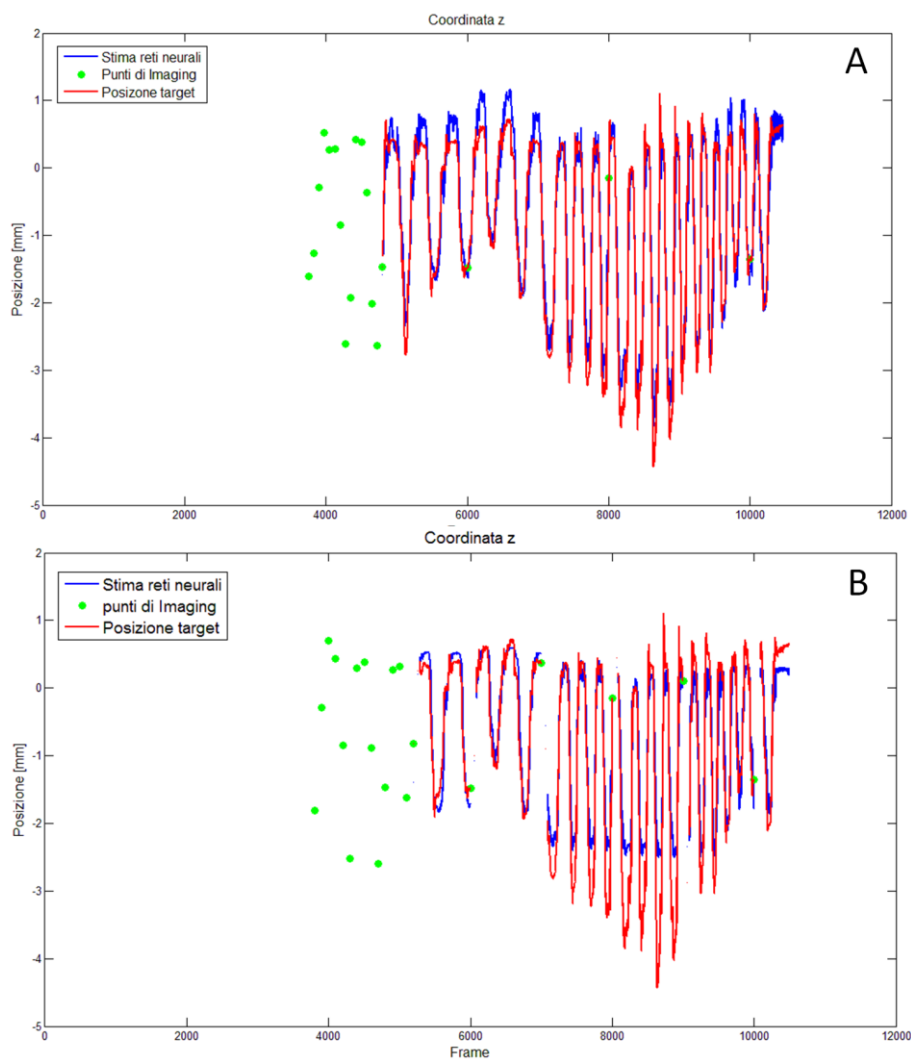 Coordinata z
A
Stima reti neurali
Punti di Imaging
Posizone target
Posizione [mm]
2
1
0
-1
-2
-3
-4
-5
0 2000 4000 6000 8000 10000 12000
Coordinata z
B
Stima reti neurali
punti di Imaging
Posizione target
Posizione [mm]
2
1
0
-1
-2
-3
-4
-5
0 2000 4000 6000 8000 10000 12000
Frame